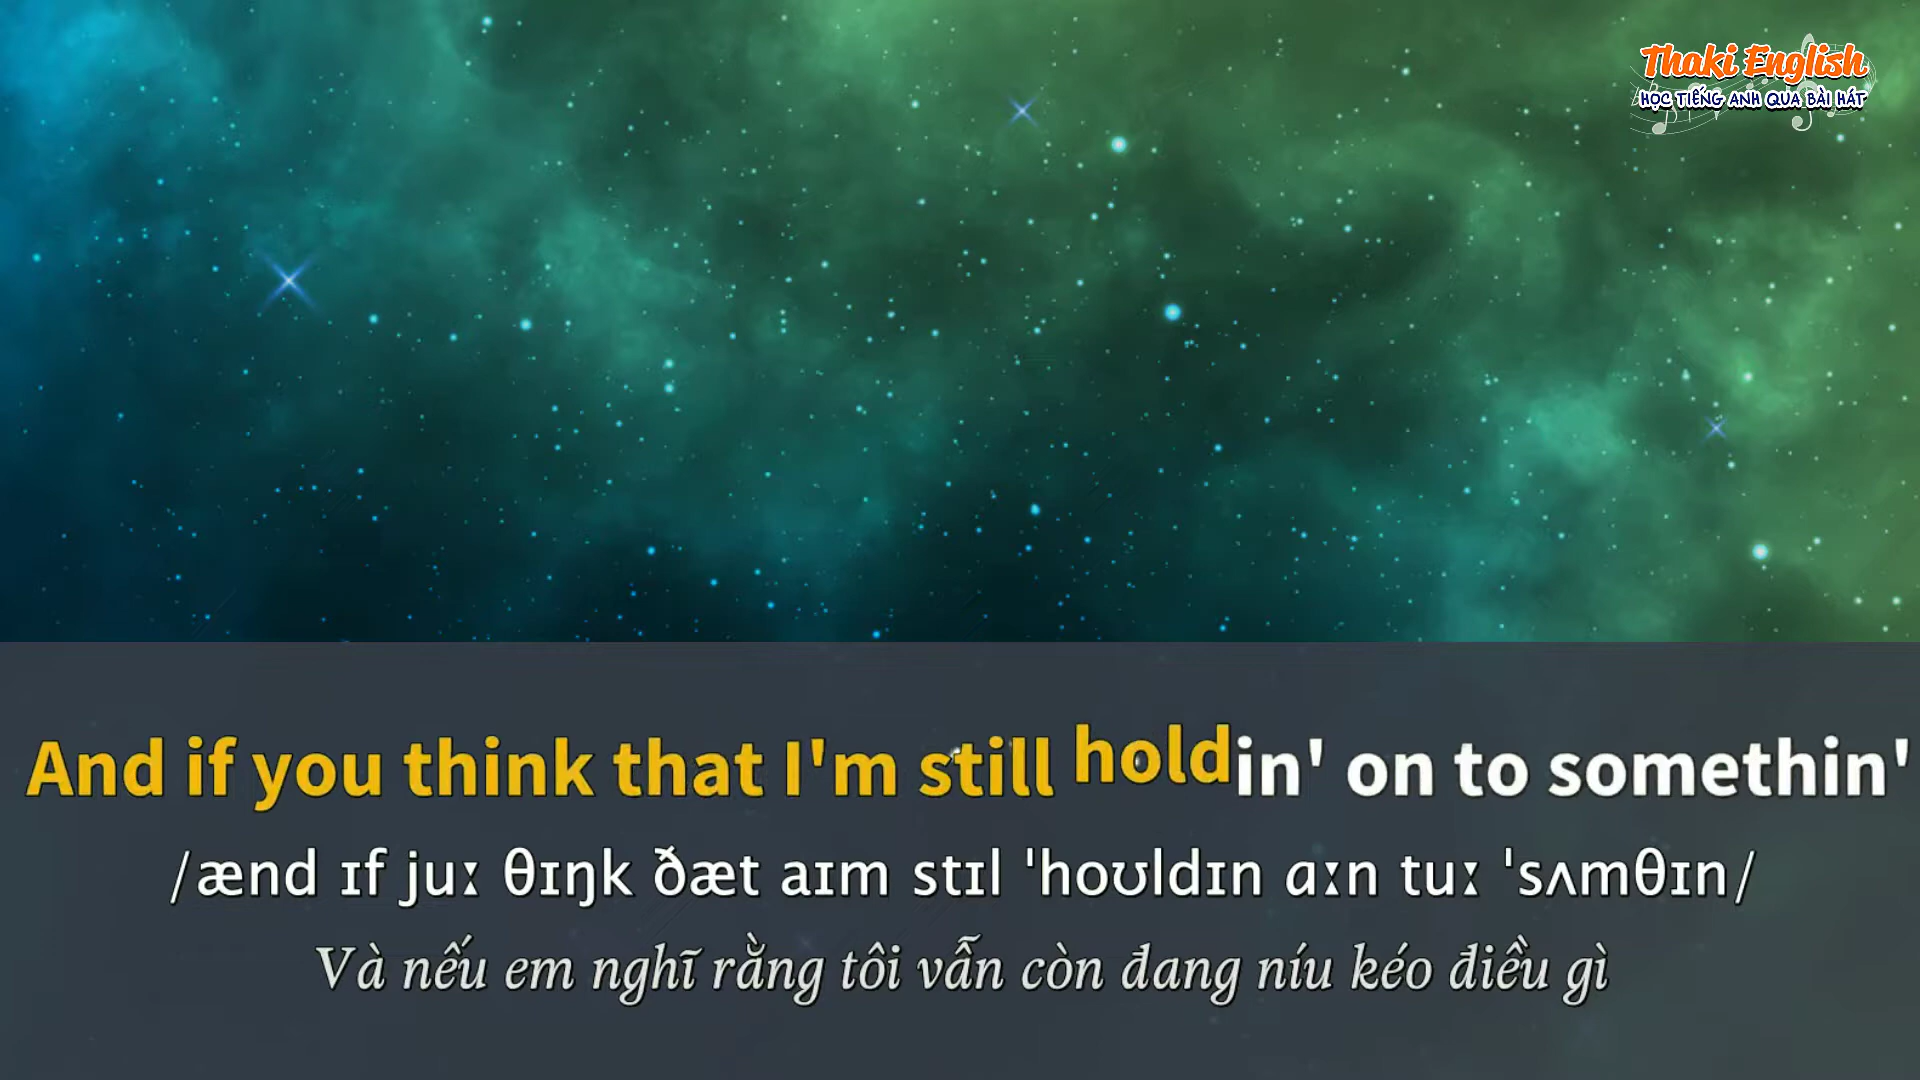 Thaki English
HỌC TIẾNG ANH QUA BÀI HÁT
And if you think that I'm still holdin' on to somethin'
/ænd ɪf juː θɪŋk ðæt aɪm stɪl ˈhoʊldɪn ɑːn tuː ˈsʌmθɪn/
Và nếu em nghĩ rằng tôi vẫn còn đang níu kéo điều gì